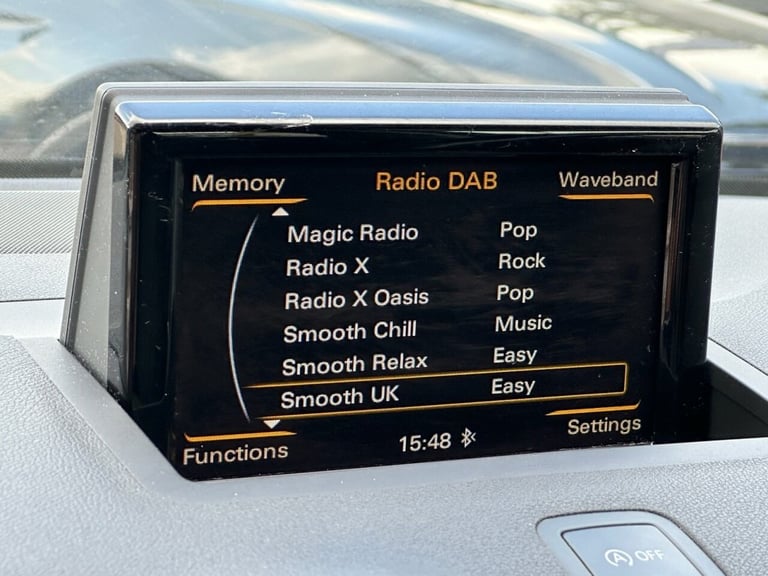 Memory Radio DAB Waveband
Magic Radio Pop
Radio X Rock
Radio X Oasis Pop
Smooth Chill Music
Smooth Relax Easy
Smooth UK Easy
Functions 15:48 Settings
A OFF